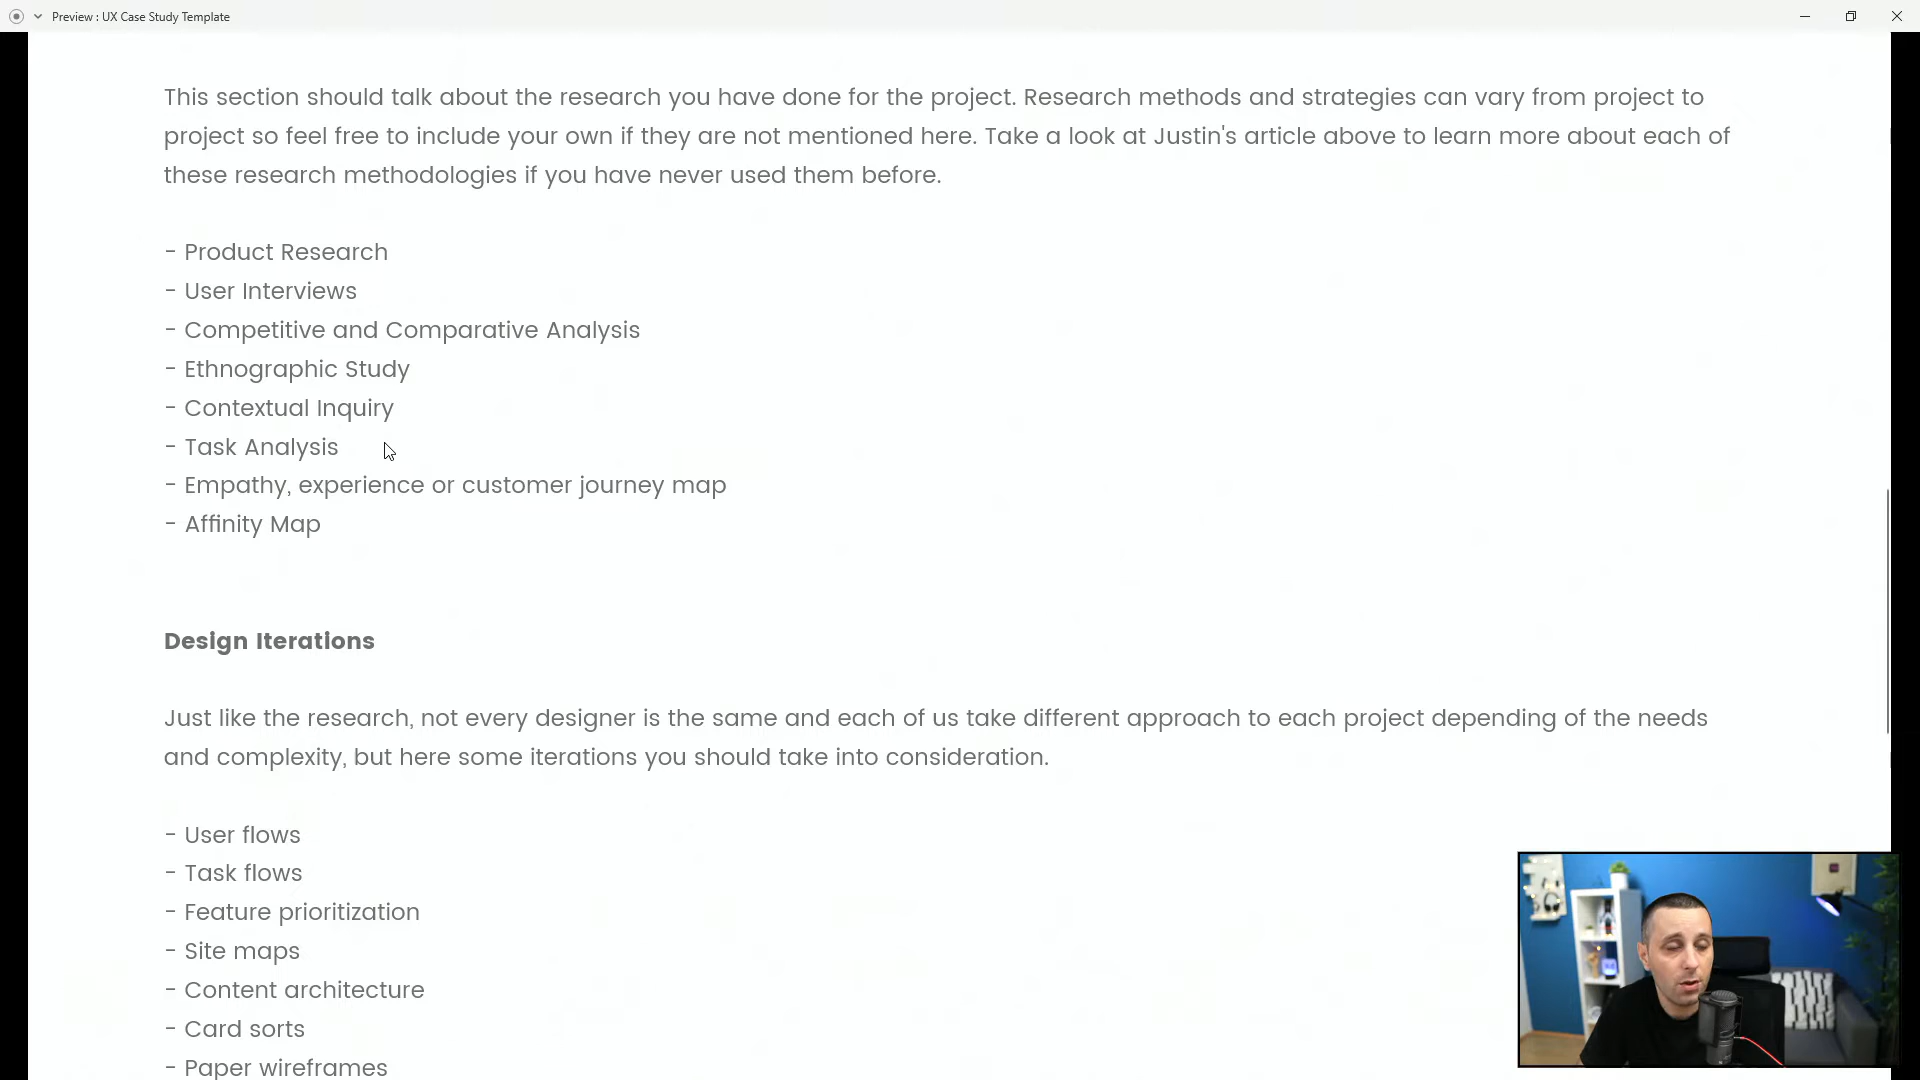 Preview : UX Case Study Template
This section should talk about the research you have done for the project. Research methods and strategies can vary from project to
project so feel free to include your own if they are not mentioned here. Take a look at Justin's article above to learn more about each of
these research methodologies if you have never used them before.
- Product Research
- User Interviews
- Competitive and Comparative Analysis
- Ethnographic Study
- Contextual Inquiry
- Task Analysis
- Empathy, experience or customer journey map
- Affinity Map
Design Iterations
Just like the research, not every designer is the same and each of us take different approach to each project depending of the needs
and complexity, but here some iterations you should take into consideration.
- User flows
- Task flows
- Feature prioritization
- Site maps
- Content architecture
- Card sorts
- Paper wireframes